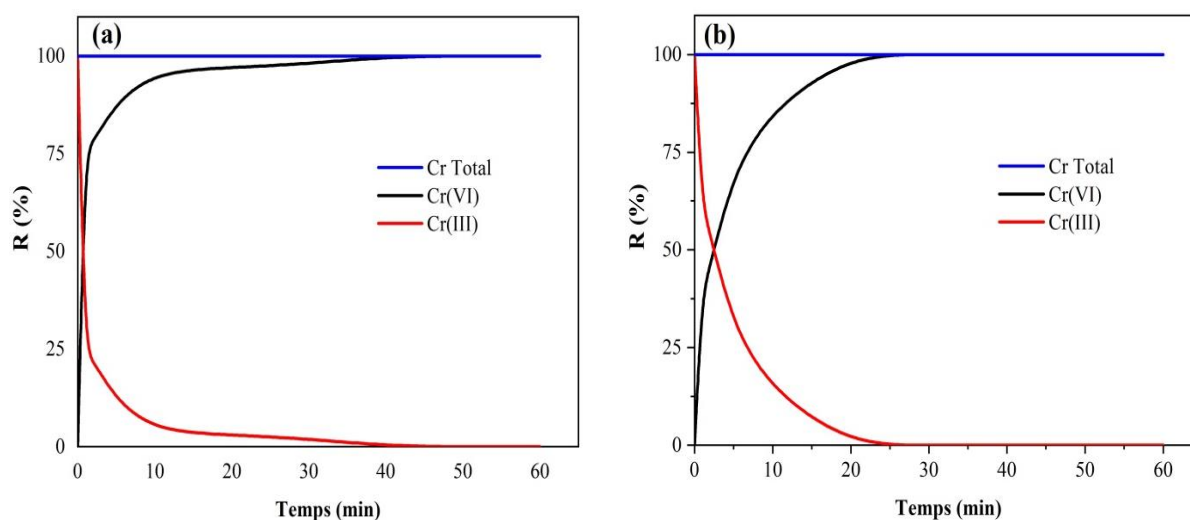 (a)
100
75
50
25
0
R (%)
Cr Total
Cr(VI)
Cr(III)
0 10 20 30 40 50 60
Temps (min)
(b)
100
75
50
25
0
R (%)
Cr Total
Cr(VI)
Cr(III)
0 10 20 30 40 50 60
Temps (min)